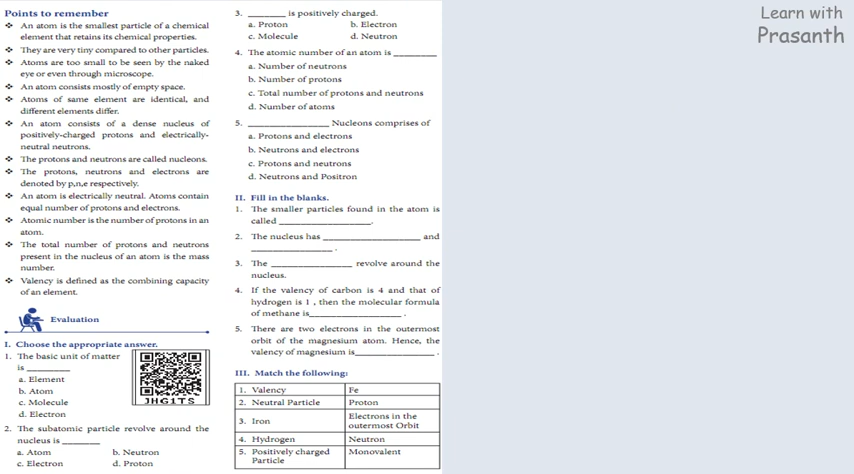 Points to remember
❖ An atom is the smallest particle of a chemical
element that retains its chemical properties.
❖ They are very tiny compared to other particles.
❖ Atoms are too small to be seen by the naked
eye or even through microscope.
❖ An atom consists mostly of empty space.
❖ Atoms of same element are identical, and
different elements differ.
❖ An atom consists of a dense nucleus of
positively-charged protons and electrically-
neutral neutrons.
❖ The protons and neutrons are called nucleons.
❖ The protons, neutrons and electrons are
denoted by p,n,e respectively.
❖ An atom is electrically neutral. Atoms contain
equal number of protons and electrons.
❖ Atomic number is the number of protons in an
atom.
❖ The total number of protons and neutrons
present in the nucleus of an atom is the mass
number.
❖ Valency is defined as the combining capacity
of an element.
Evaluation
I. Choose the appropriate answer.
1. The basic unit of matter
is ________
a. Element
b. Atom
c. Molecule
d. Electron
JHG1TS
2. The subatomic particle revolve around the
nucleus is _______
a. Atom b. Neutron
c. Electron d. Proton
3. _______ is positively charged.
a. Proton b. Electron
c. Molecule d. Neutron
4. The atomic number of an atom is ________
a. Number of neutrons
b. Number of protons
c. Total number of protons and neutrons
d. Number of atoms
5. ______________ Nucleons comprises of
a. Protons and electrons
b. Neutrons and electrons
c. Protons and neutrons
d. Neutrons and Positron
II. Fill in the blanks.
1. The smaller particles found in the atom is
called ________________.
2. The nucleus has _________________ and
______________ .
3. The ______________ revolve around the
nucleus.
4. If the valency of carbon is 4 and that of
hydrogen is 1 , then the molecular formula
of methane is________________ .
5. There are two electrons in the outermost
orbit of the magnesium atom. Hence, the
valency of magnesium is______________ .
III. Match the following:
1. Valency Fe
2. Neutral Particle Proton
3. Iron Electrons in the
outermost Orbit
4. Hydrogen Neutron
5. Positively charged Monovalent
Particle
Learn with
Prasanth